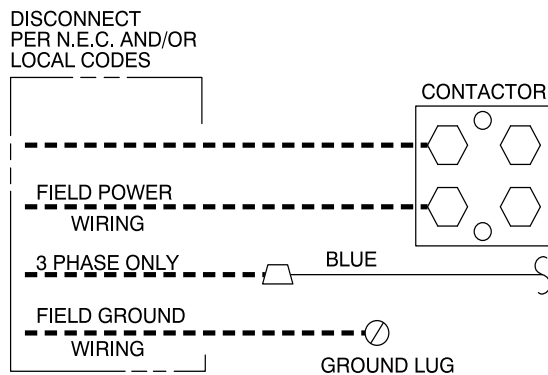 DISCONNECT
PER N.E.C. AND/OR
LOCAL CODES
CONTACTOR
FIELD POWER
WIRING
3 PHASE ONLY
BLUE
FIELD GROUND
WIRING
GROUND LUG